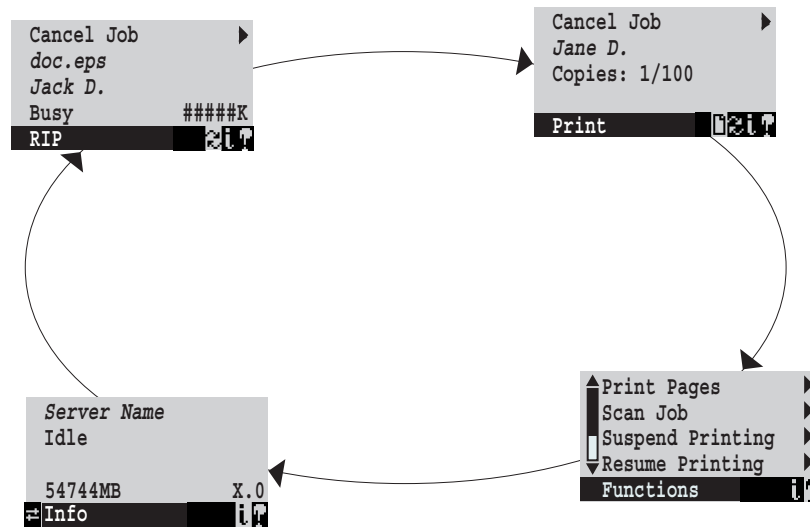 Cancel Job
doc.eps
Jack D.
Busy #####K
RIP
Cancel Job
Jane D.
Copies: 1/100
Print
Server Name
Idle
54744MB X.0
Info
Print Pages
Scan Job
Suspend Printing
Resume Printing
Functions